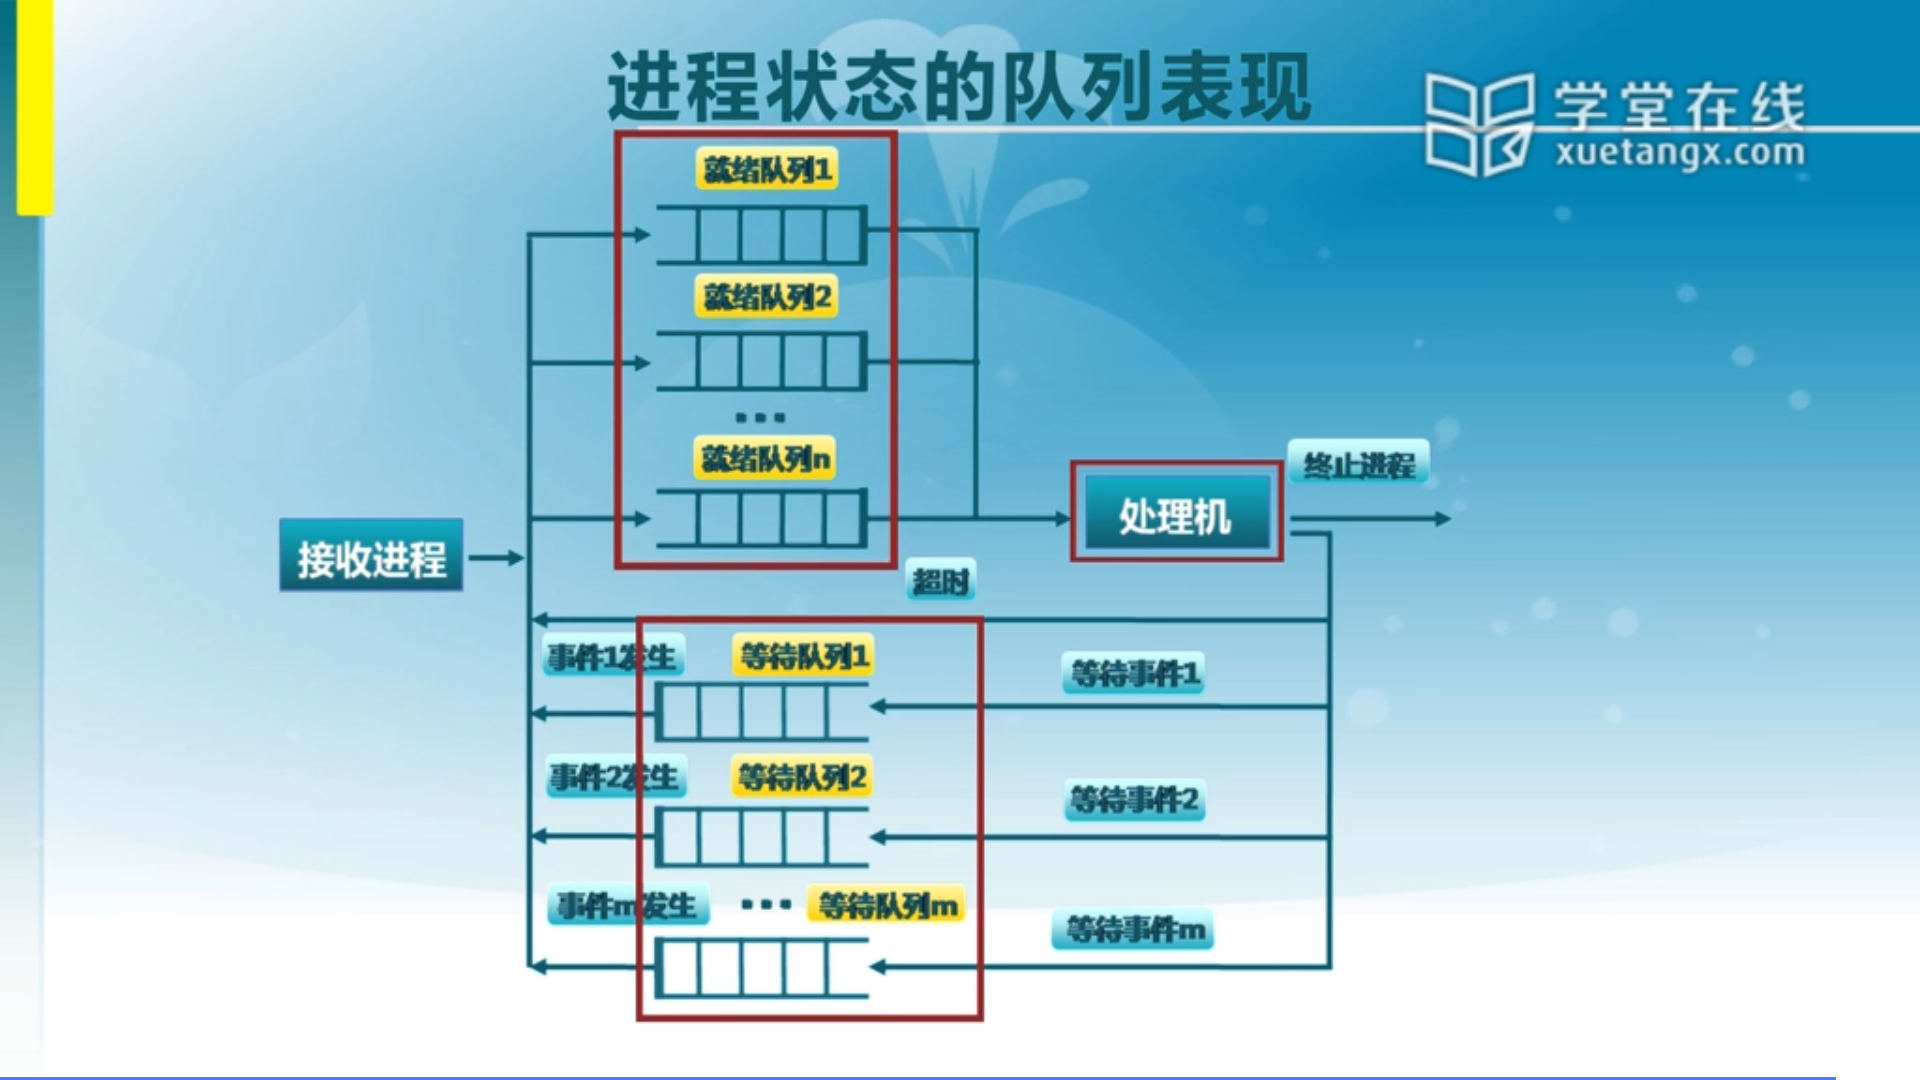 进程状态的队列表现
学堂在线
xuetangx.com
就绪队列1
就绪队列2
...
就绪队列n
终止进程
处理机
接收进程
超时
事件1发生
等待队列1
等待事件1
事件2发生
等待队列2
等待事件2
事件m发生
...
等待队列m
等待事件m